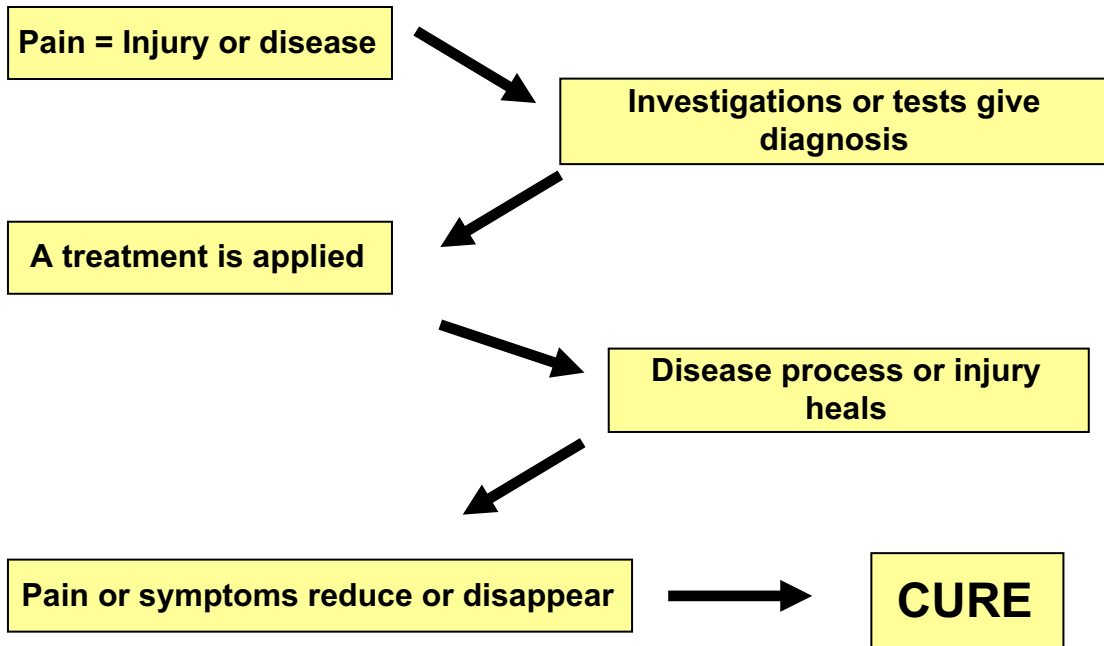 Pain = Injury or disease
Investigations or tests give
diagnosis
A treatment is applied
Disease process or injury
heals
Pain or symptoms reduce or disappear
CURE